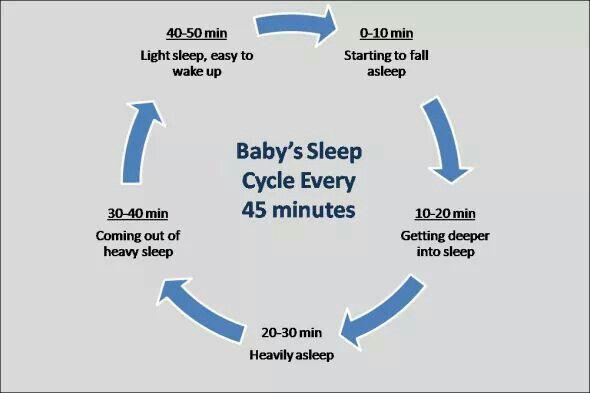 Baby's Sleep
Cycle Every
45 minutes
0-10 min
Starting to fall
asleep
10-20 min
Getting deeper
into sleep
20-30 min
Heavily asleep
30-40 min
Coming out of
heavy sleep
40-50 min
Light sleep, easy to
wake up